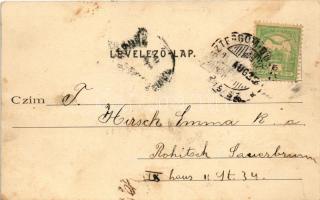 LEVELEZŐ-LAP.
Czim T.
Hirsch Emma k. a.
Rohitsch Sauerbrunn
haus II St. 34.